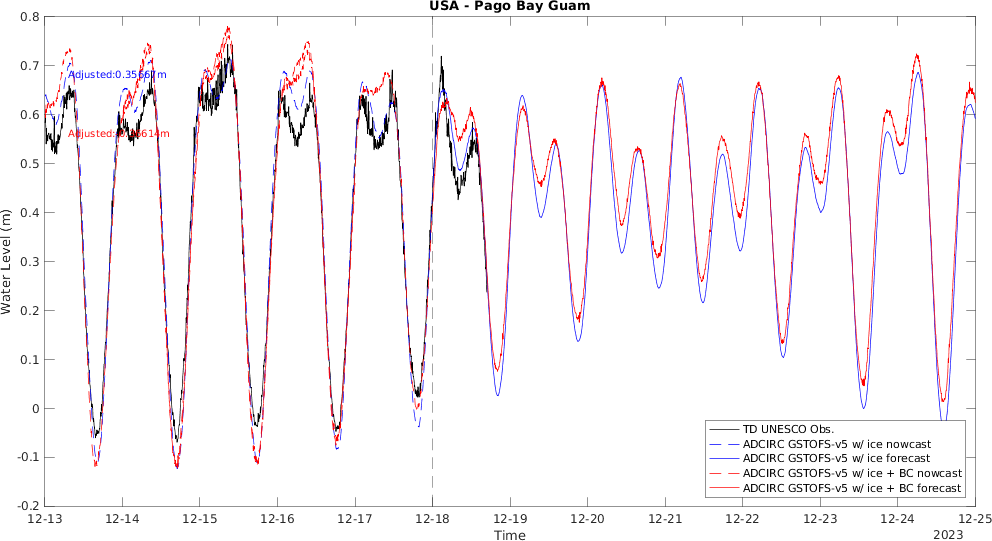 USA - Pago Bay Guam
0.8
0.7
0.6
0.5
0.4
0.3
0.2
0.1
0
-0.1
-0.2
Water Level (m)
Adjusted:0.35667m
TD UNESCO Obs.
ADCIRC GSTOFS-v5 w/ ice nowcast
ADCIRC GSTOFS-v5 w/ ice forecast
ADCIRC GSTOFS-v5 w/ ice + BC nowcast
ADCIRC GSTOFS-v5 w/ ice + BC forecast
12-13 12-14 12-15 12-16 12-17 12-18 12-19 12-20 12-21 12-22 12-23 12-24 12-25
Time
2023